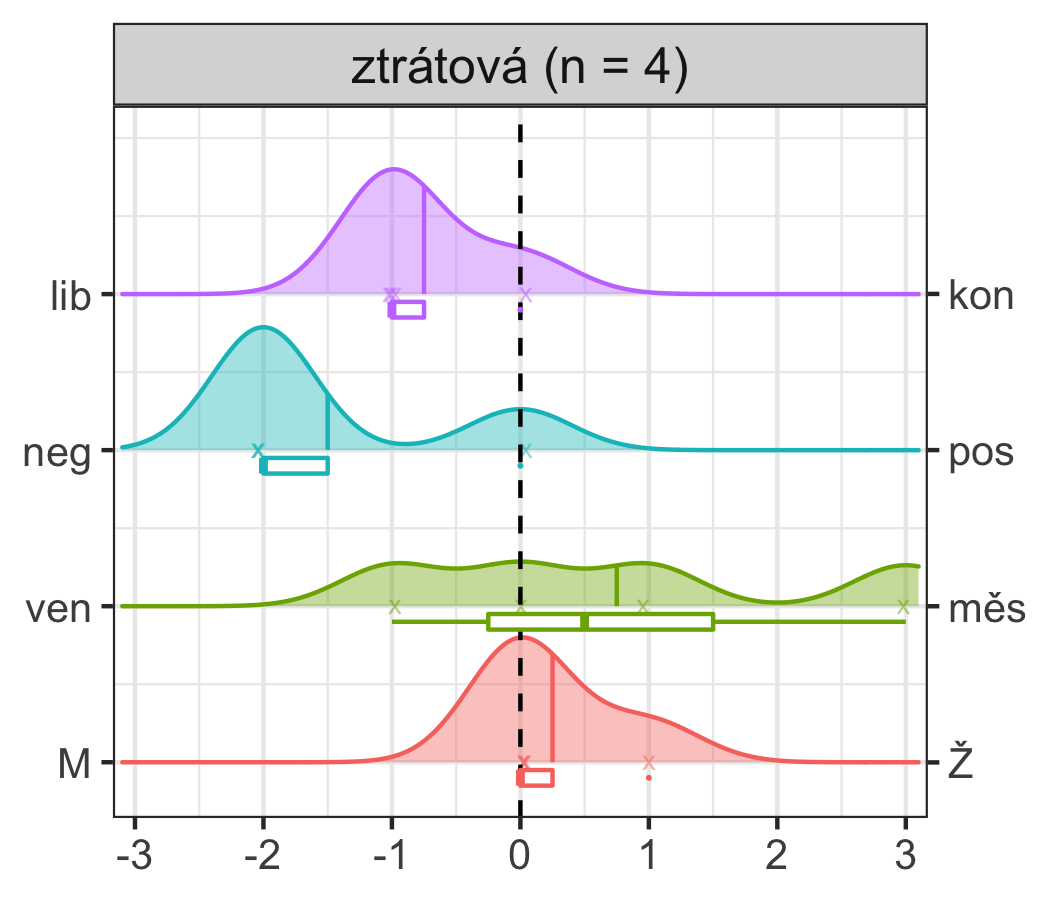 ztrátová (n = 4)
lib kon
neg pos
ven měs
M Ž
-3 -2 -1 0 1 2 3